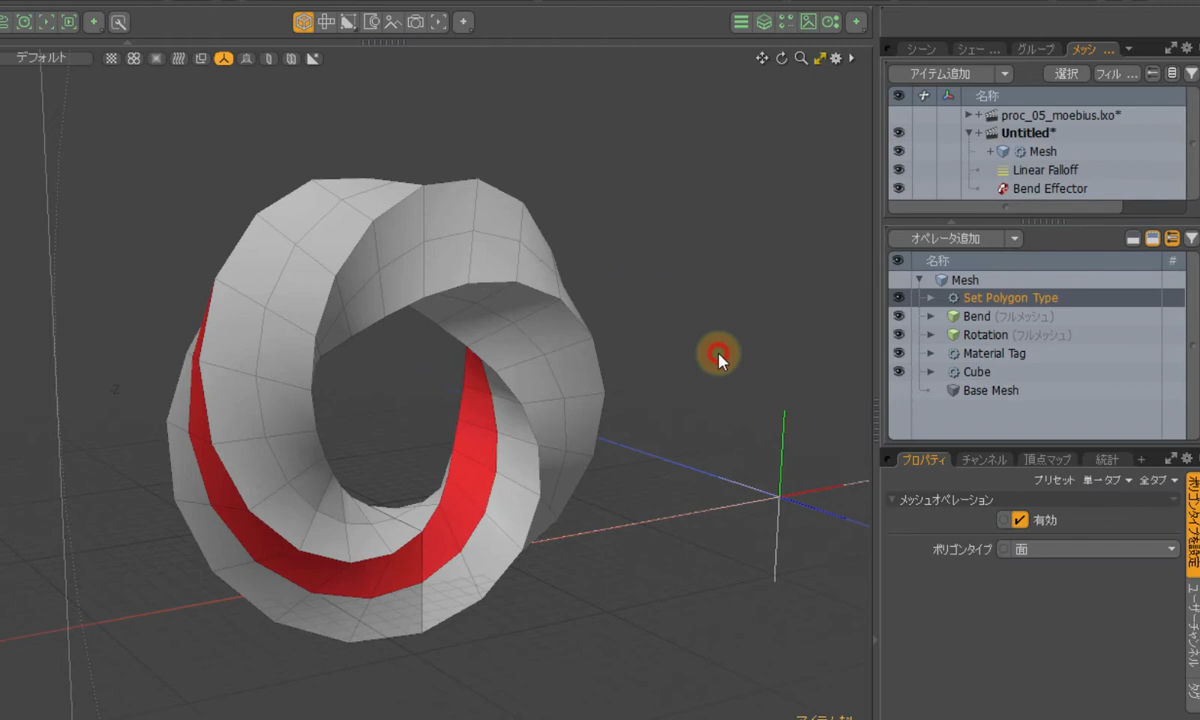 デフォルト
Z
アイテムな
シーン
シェー ...
グループ
メッシ ...
アイテム追加
選択
フィル ...
名称
proc_05_moebius.lxo*
Untitled*
Mesh
Linear Falloff
Bend Effector
オペレータ追加
名称
#
Mesh
Set Polygon Type
Bend (フルメッシュ)
Rotation (フルメッシュ)
Material Tag
Cube
Base Mesh
プロパティ
チャンネル
頂点マップ
統計
+
プリセット
単一タブ
全タブ
メッシュオペレーション
有効
ポリゴンタイプ
面
ポリゴンタイプを設定
ユーザーチャンネル
タグ